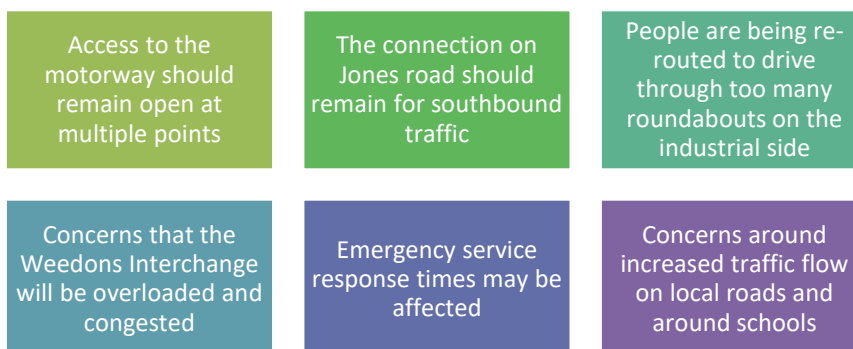 Access to the
motorway should
remain open at
multiple points
The connection on
Jones road should
remain for southbound
traffic
People are being re-
routed to drive
through too many
roundabouts on the
industrial side
Concerns that the
Weedons Interchange
will be overloaded and
congested
Emergency service
response times may be
affected
Concerns around
increased traffic flow
on local roads and
around schools